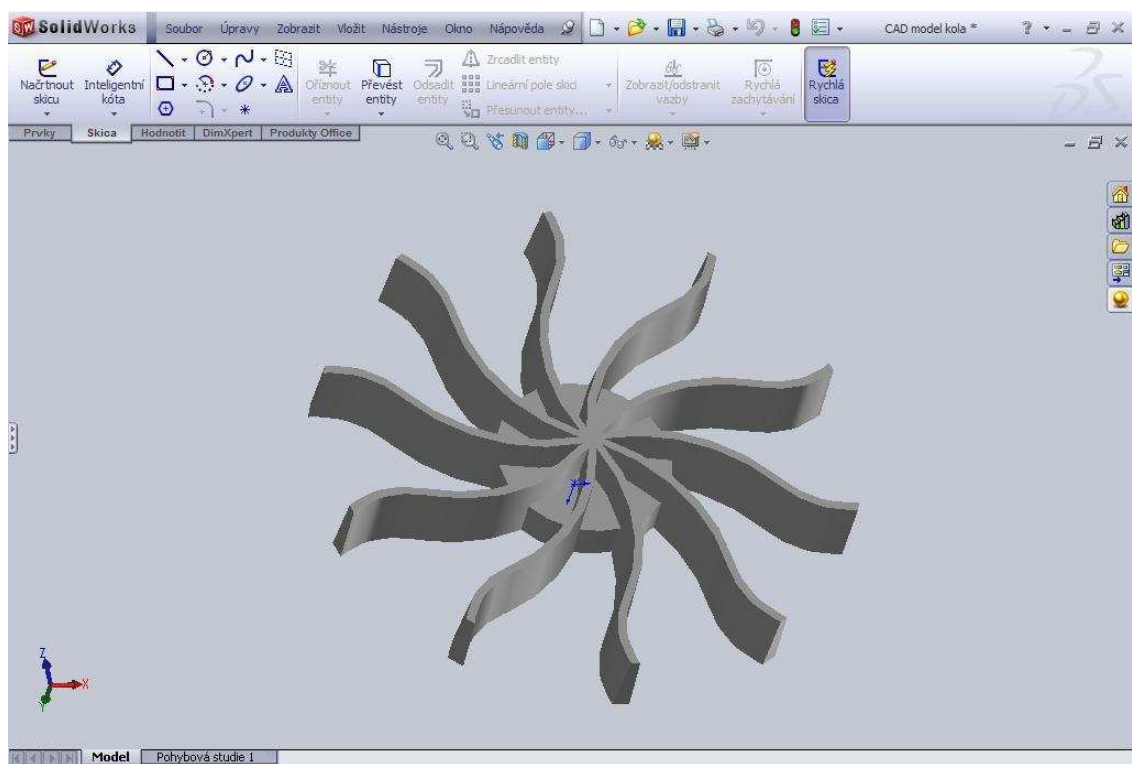 SolidWorks Soubor Úpravy Zobrazit Vložit Nástroje Okno Nápověda CAD model kola * ?
Načrtnout skicu
Inteligentní kóta
Oříznout entity
Převést entity
Odsadit entity
Zrcadlit entity
Lineární pole skici
Přesunout entity...
Zobrazit/odstranit vazby
Rychlá zachytávání
Rychlá skica
Prvky Skica Hodnotit DimXpert Produkty Office
Z
X
Y
Model Pohybová studie 1